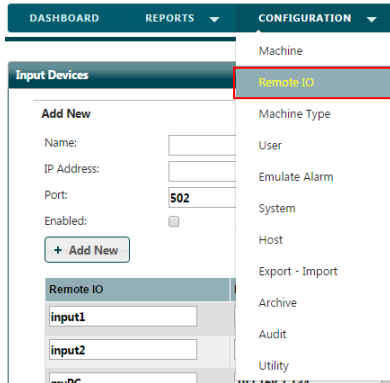 DASHBOARD REPORTS CONFIGURATION
Machine
Remote IO
Machine Type
User
Emulate Alarm
System
Host
Export - Import
Archive
Audit
Utility
Input Devices
Add New
Name:
IP Address:
Port: 502
Enabled:
+ Add New
Remote IO
input1
input2